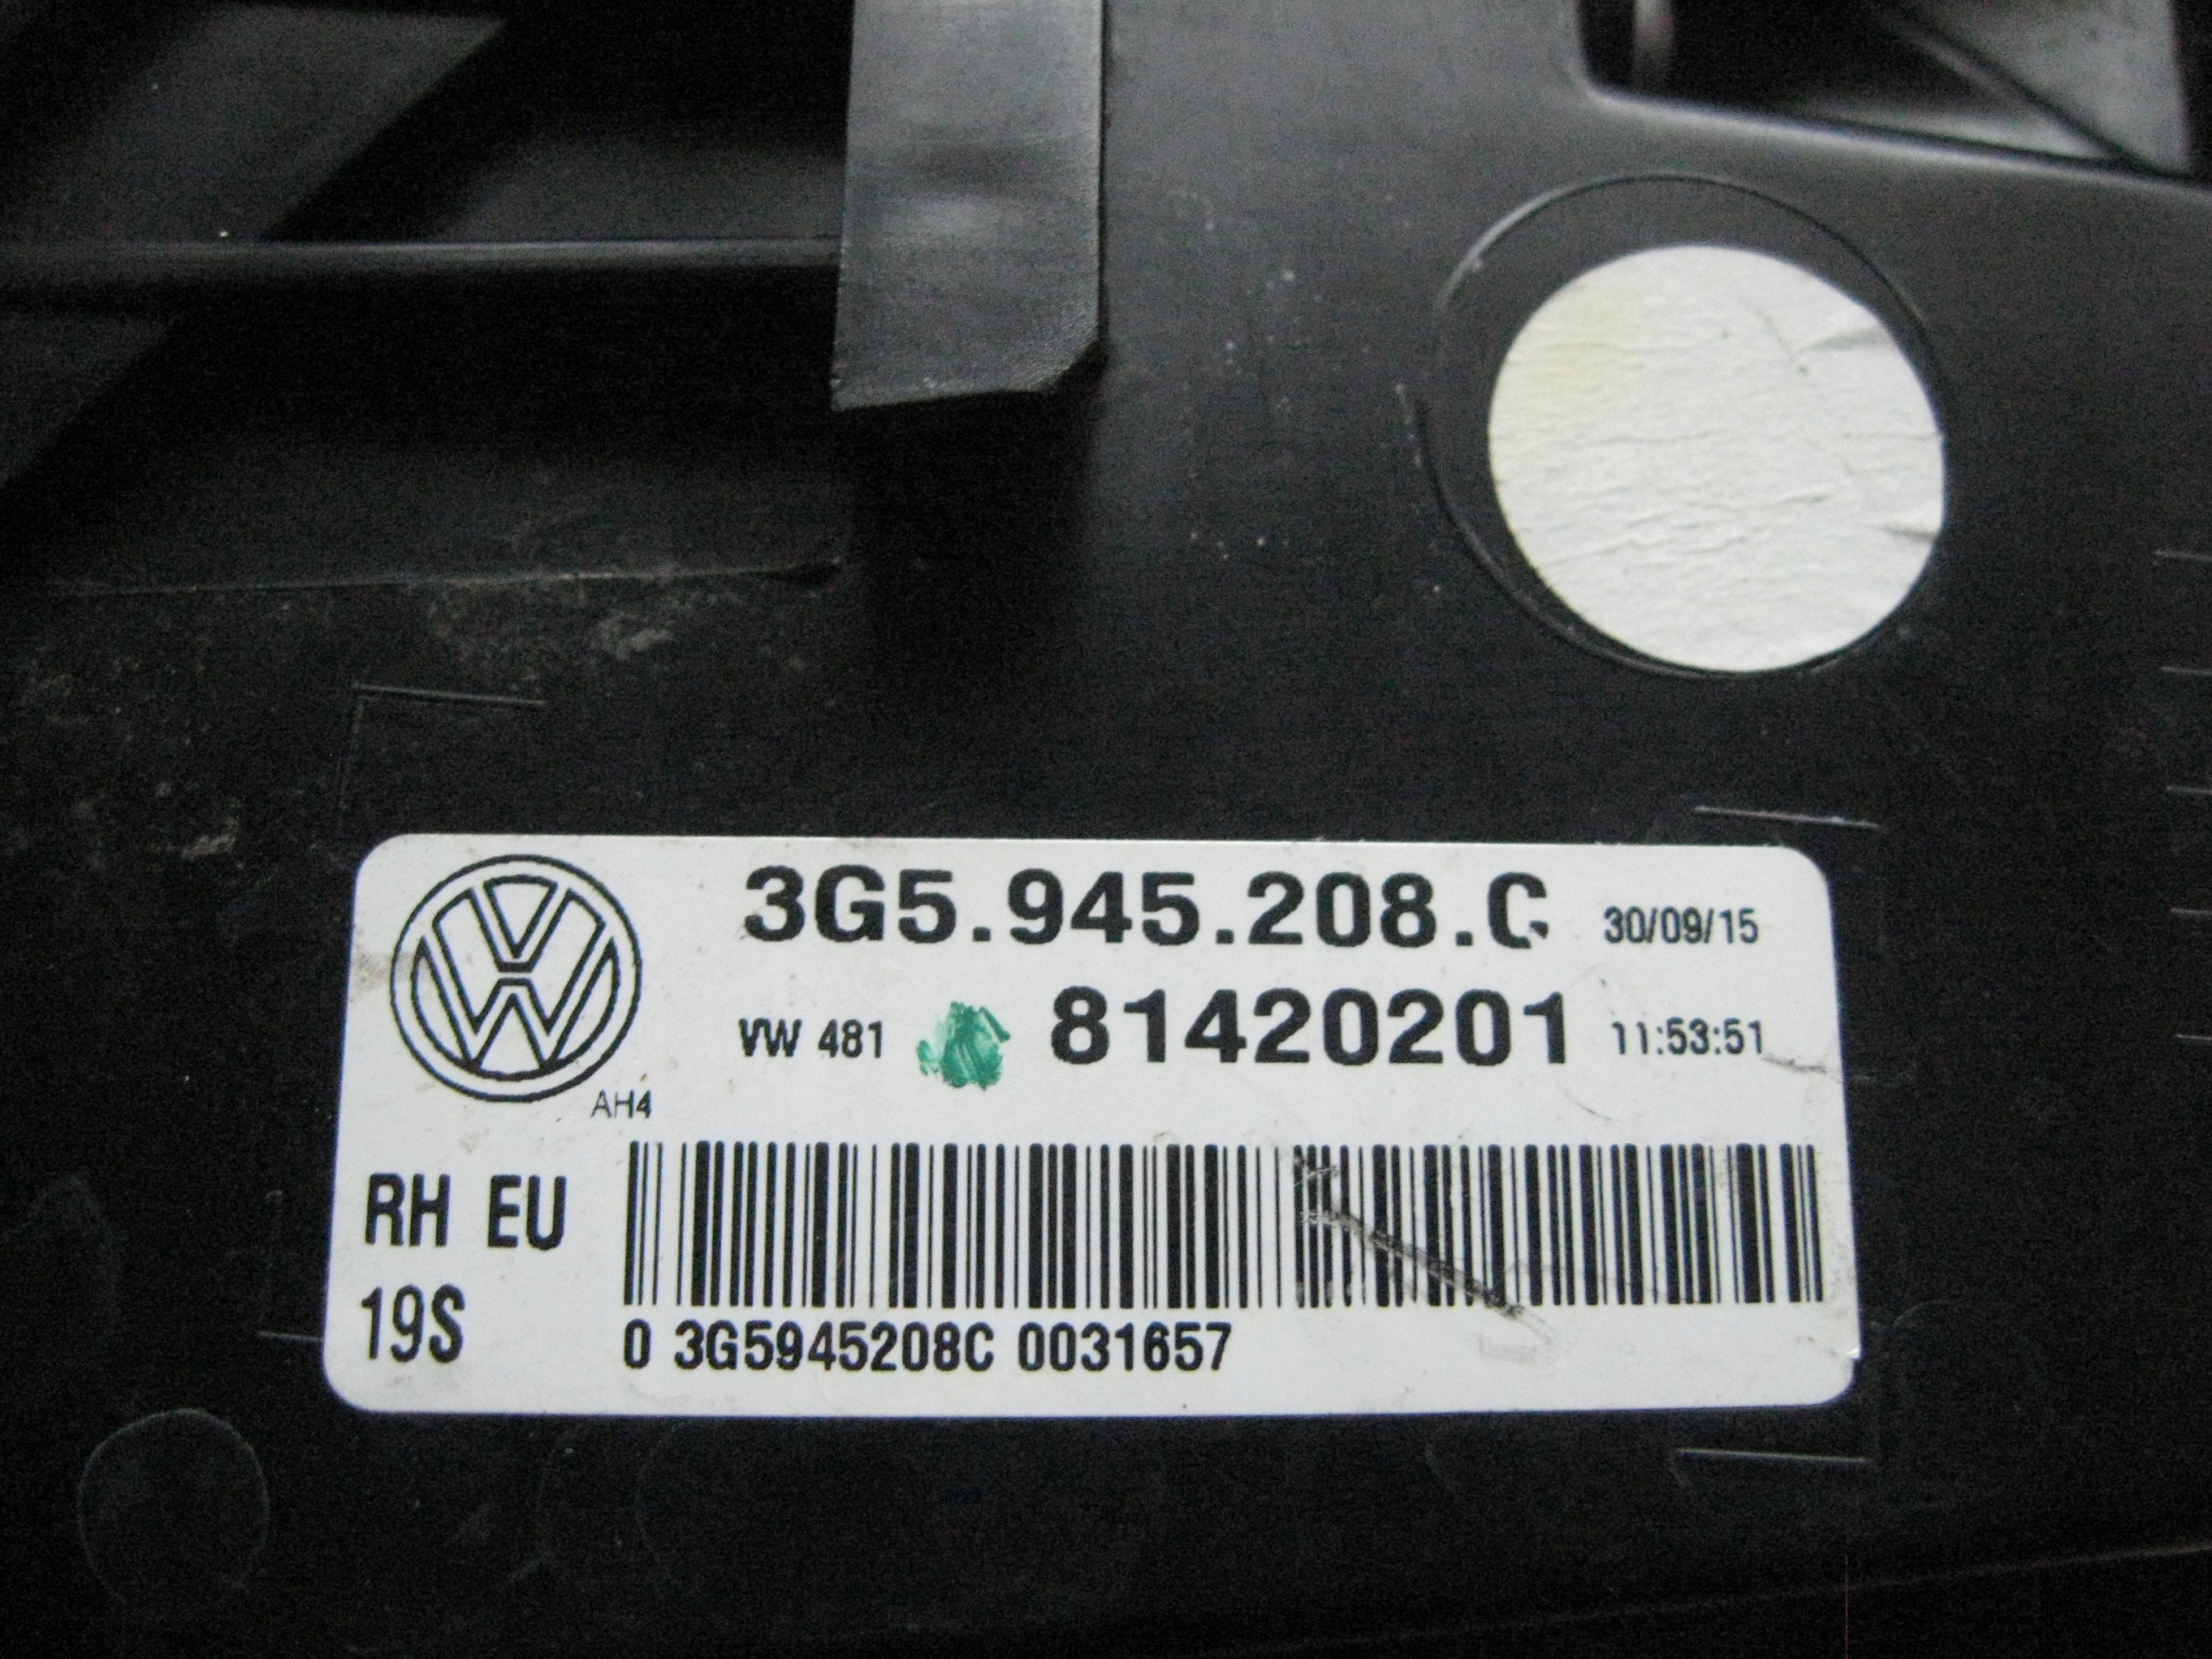 3G5.945.208.C 30/09/15
VW 481 81420201 11:53:51
AH4
RH EU
19S
0 3G5945208C 0031657